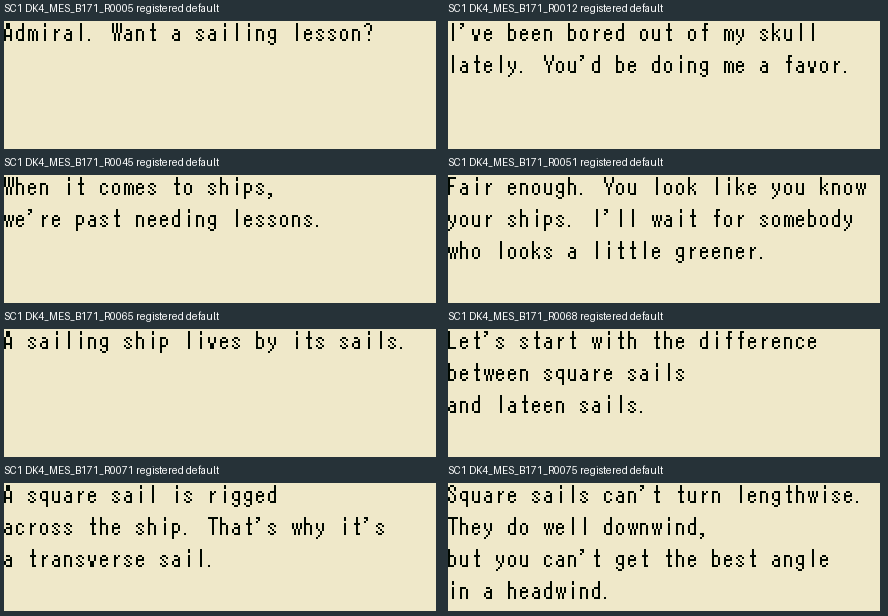 SC1 DK4_MES_B171_R0005 registered default
Admiral. Want a sailing lesson?
SC1 DK4_MES_B171_R0012 registered default
I've been bored out of my skull
lately. You'd be doing me a favor.
SC1 DK4_MES_B171_R0045 registered default
When it comes to ships,
we're past needing lessons.
SC1 DK4_MES_B171_R0051 registered default
Fair enough. You look like you know
your ships. I'll wait for somebody
who looks a little greener.
SC1 DK4_MES_B171_R0065 registered default
A sailing ship lives by its sails.
SC1 DK4_MES_B171_R0068 registered default
Let's start with the difference
between square sails
and lateen sails.
SC1 DK4_MES_B171_R0071 registered default
A square sail is rigged
across the ship. That's why it's
a transverse sail.
SC1 DK4_MES_B171_R0075 registered default
Square sails can't turn lengthwise.
They do well downwind,
but you can't get the best angle
in a headwind.